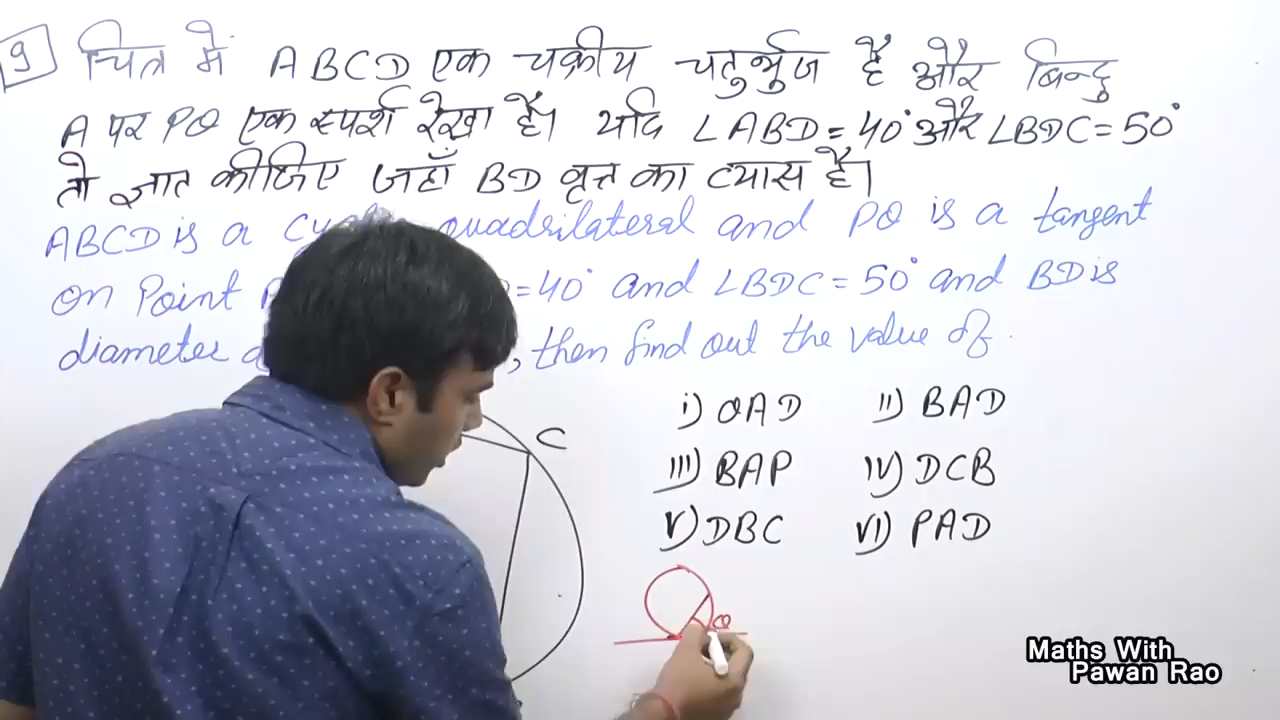 9 चित्र में ABCD एक चक्रीय चतुर्भुज है और बिन्दु
A पर PQ एक स्पर्श रेखा है। यदि ∠ABD = 40° और ∠BDC = 50°
तो ज्ञात कीजिए जहाँ BD वृत्त का व्यास है।
ABCD is a quadrilateral and PQ is a tangent
on Point = 40° and ∠BDC = 50° and BD is
diameter , then find out the value of
i) QAD ii) BAD
iii) BAP iv) DCB
v) DBC vi) PAD
C
θ
Maths With
Pawan Rao